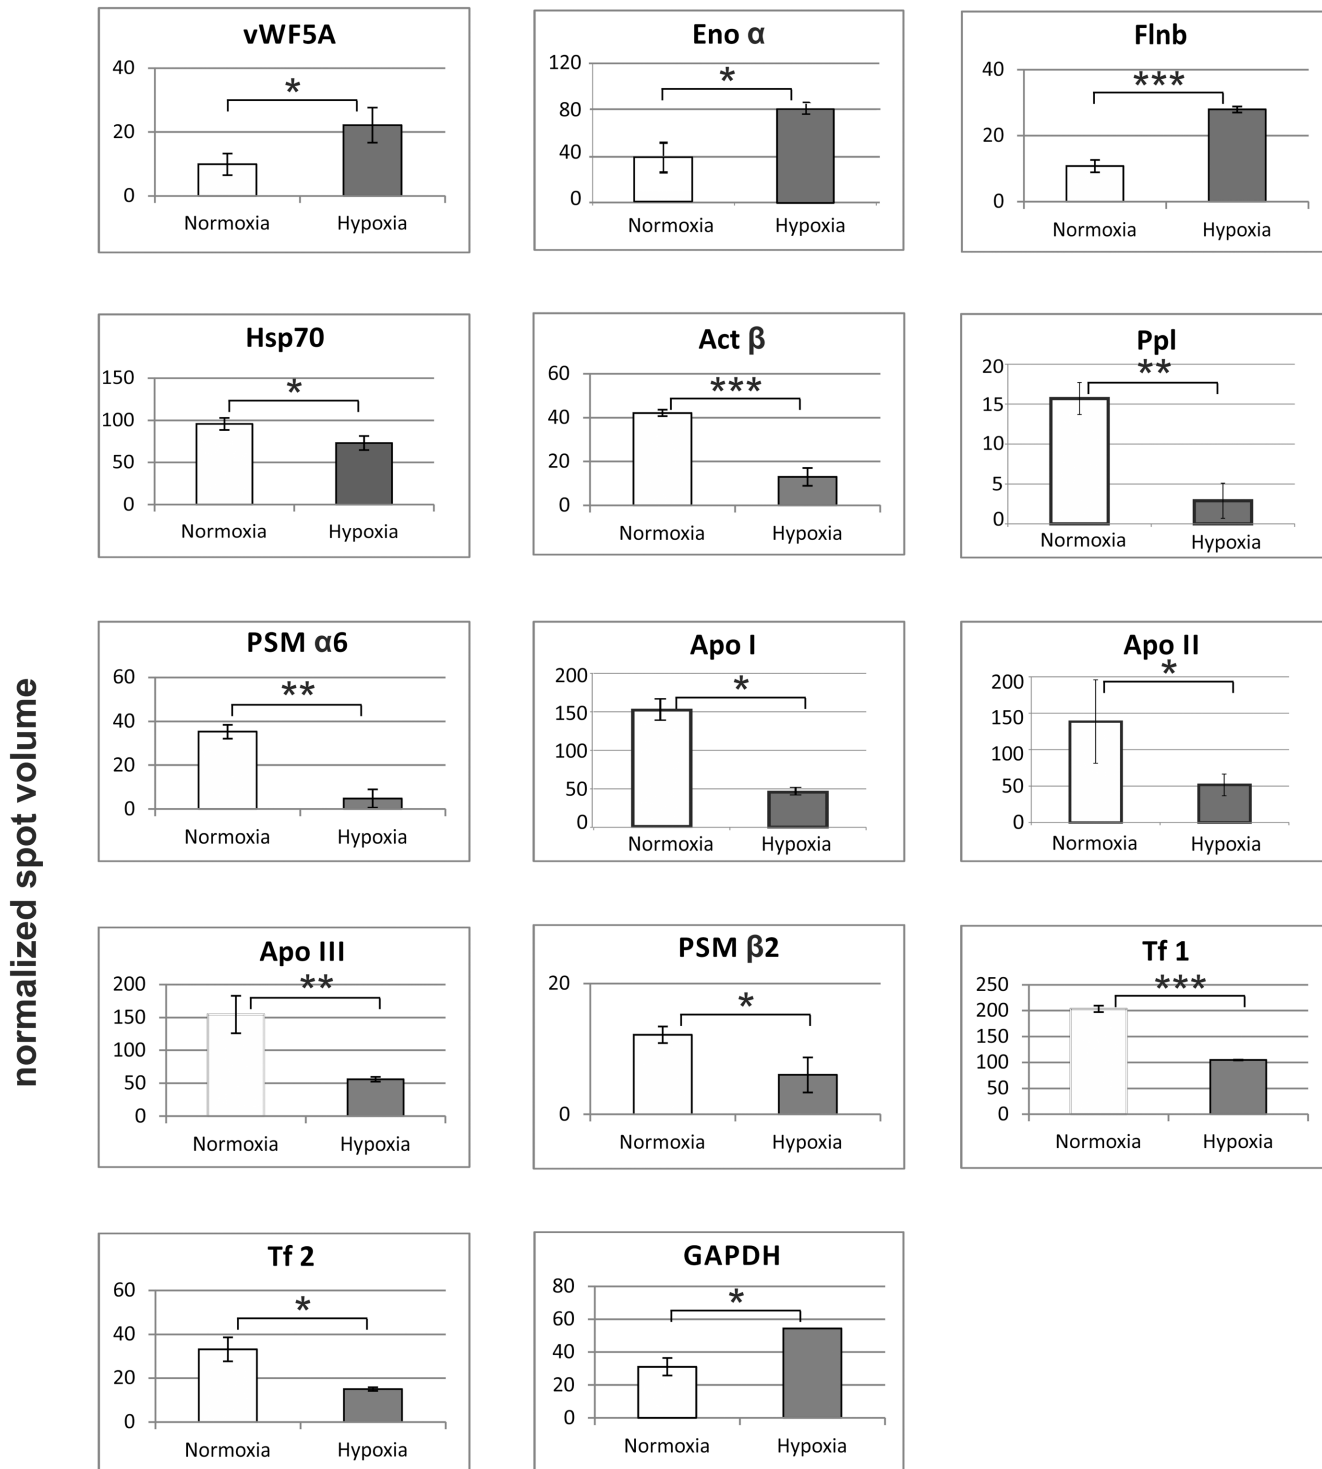 normalized spot volume
vWF5A
40
*
20
0
Normoxia Hypoxia
Eno α
120
*
80
40
0
Normoxia Hypoxia
Flnb
40
***
20
0
Normoxia Hypoxia
Hsp70
150
*
100
50
0
Normoxia Hypoxia
Act β
60
***
40
20
0
Normoxia Hypoxia
Ppl
20
**
15
10
5
0
Normoxia Hypoxia
PSM α6
60
**
40
20
0
Normoxia Hypoxia
Apo I
200
*
150
100
50
0
Normoxia Hypoxia
Apo II
*
200
150
100
50
0
Normoxia Hypoxia
Apo III
200
**
150
100
50
0
Normoxia Hypoxia
PSM β2
20
*
0
Normoxia Hypoxia
Tf 1
250
***
200
150
100
50
0
Normoxia Hypoxia
Tf 2
60
*
40
20
0
Normoxia Hypoxia
GAPDH
80
*
60
40
20
0
Normoxia Hypoxia